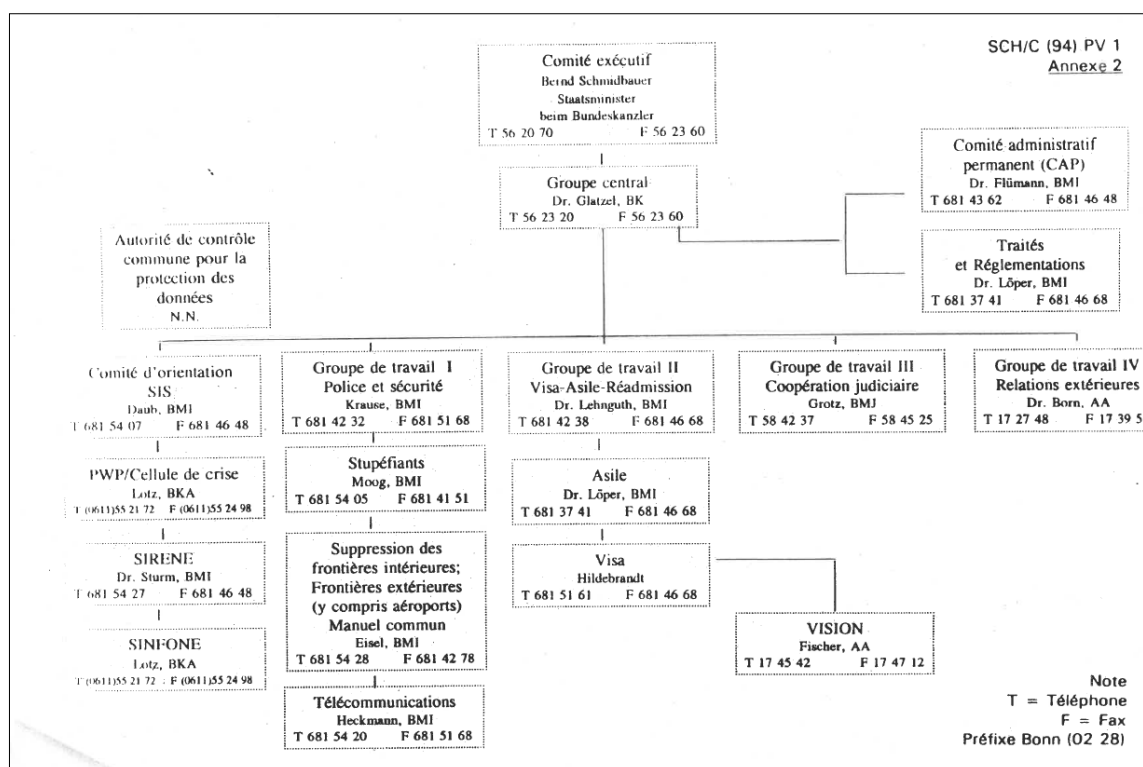 SCH/C (94) PV 1
Annexe 2
Comité exécutif
Bernd Schmidbauer
Staatsminister
beim Bundeskanzler
T 56 20 70 F 56 23 60
Groupe central
Dr. Glatzel, BK
T 56 23 20 F 56 23 60
Comité administratif
permanent (CAP)
Dr. Flümann, BMI
T 681 43 62 F 681 46 48
Traités
et Réglementations
Dr. Löper, BMI
T 681 37 41 F 681 46 68
Autorité de contrôle
commune pour la
protection des
données
N.N.
Comité d'orientation
SIS
Daub, BMI
T 681 54 07 F 681 46 48
PWP/Cellule de crise
Lotz, BKA
T (0611)55 21 72 F (0611)55 24 98
SIRENE
Dr. Sturm, BMI
T 681 54 27 F 681 46 48
SINFONE
Lotz, BKA
T (0611)55 21 72 F (0611)55 24 98
Groupe de travail I
Police et sécurité
Krause, BMI
T 681 42 32 F 681 51 68
Stupéfiants
Moog, BMI
T 681 54 05 F 681 41 51
Suppression des
frontières intérieures;
Frontières extérieures
(y compris aéroports)
Manuel commun
Eisel, BMI
T 681 54 28 F 681 42 78
Télécommunications
Heckmann, BMI
T 681 54 20 F 681 51 68
Groupe de travail II
Visa-Asile-Réadmission
Dr. Lehnguth, BMI
T 681 42 38 F 681 46 68
Asile
Dr. Löper, BMI
T 681 37 41 F 681 46 68
Visa
Hildebrandt
T 681 51 61 F 681 46 68
VISION
Fischer, AA
T 17 45 42 F 17 47 12
Groupe de travail III
Coopération judiciaire
Grotz, BMJ
T 58 42 37 F 58 45 25
Groupe de travail IV
Relations extérieures
Dr. Born, AA
T 17 27 48 F 17 39 5
Note
T = Téléphone
F = Fax
Préfixe Bonn (02 28)